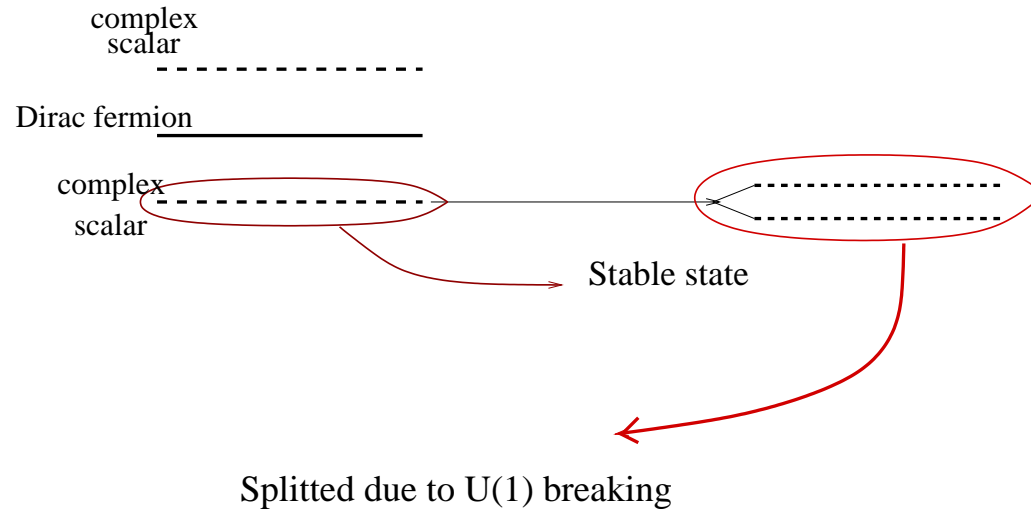 complex
scalar
Dirac fermion
complex
scalar
Stable state
Splitted due to U(1) breaking